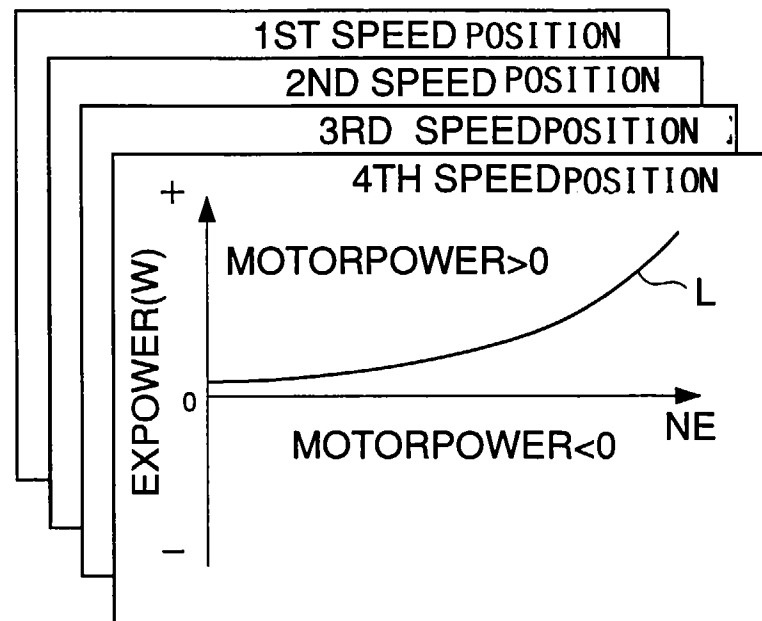 1ST SPEED POSITION
2ND SPEED POSITION
3RD SPEEDPOSITION
4TH SPEEDPOSITION
+
MOTORPOWER>0
L
EXPOWER(W)
0
NE
MOTORPOWER<0
−